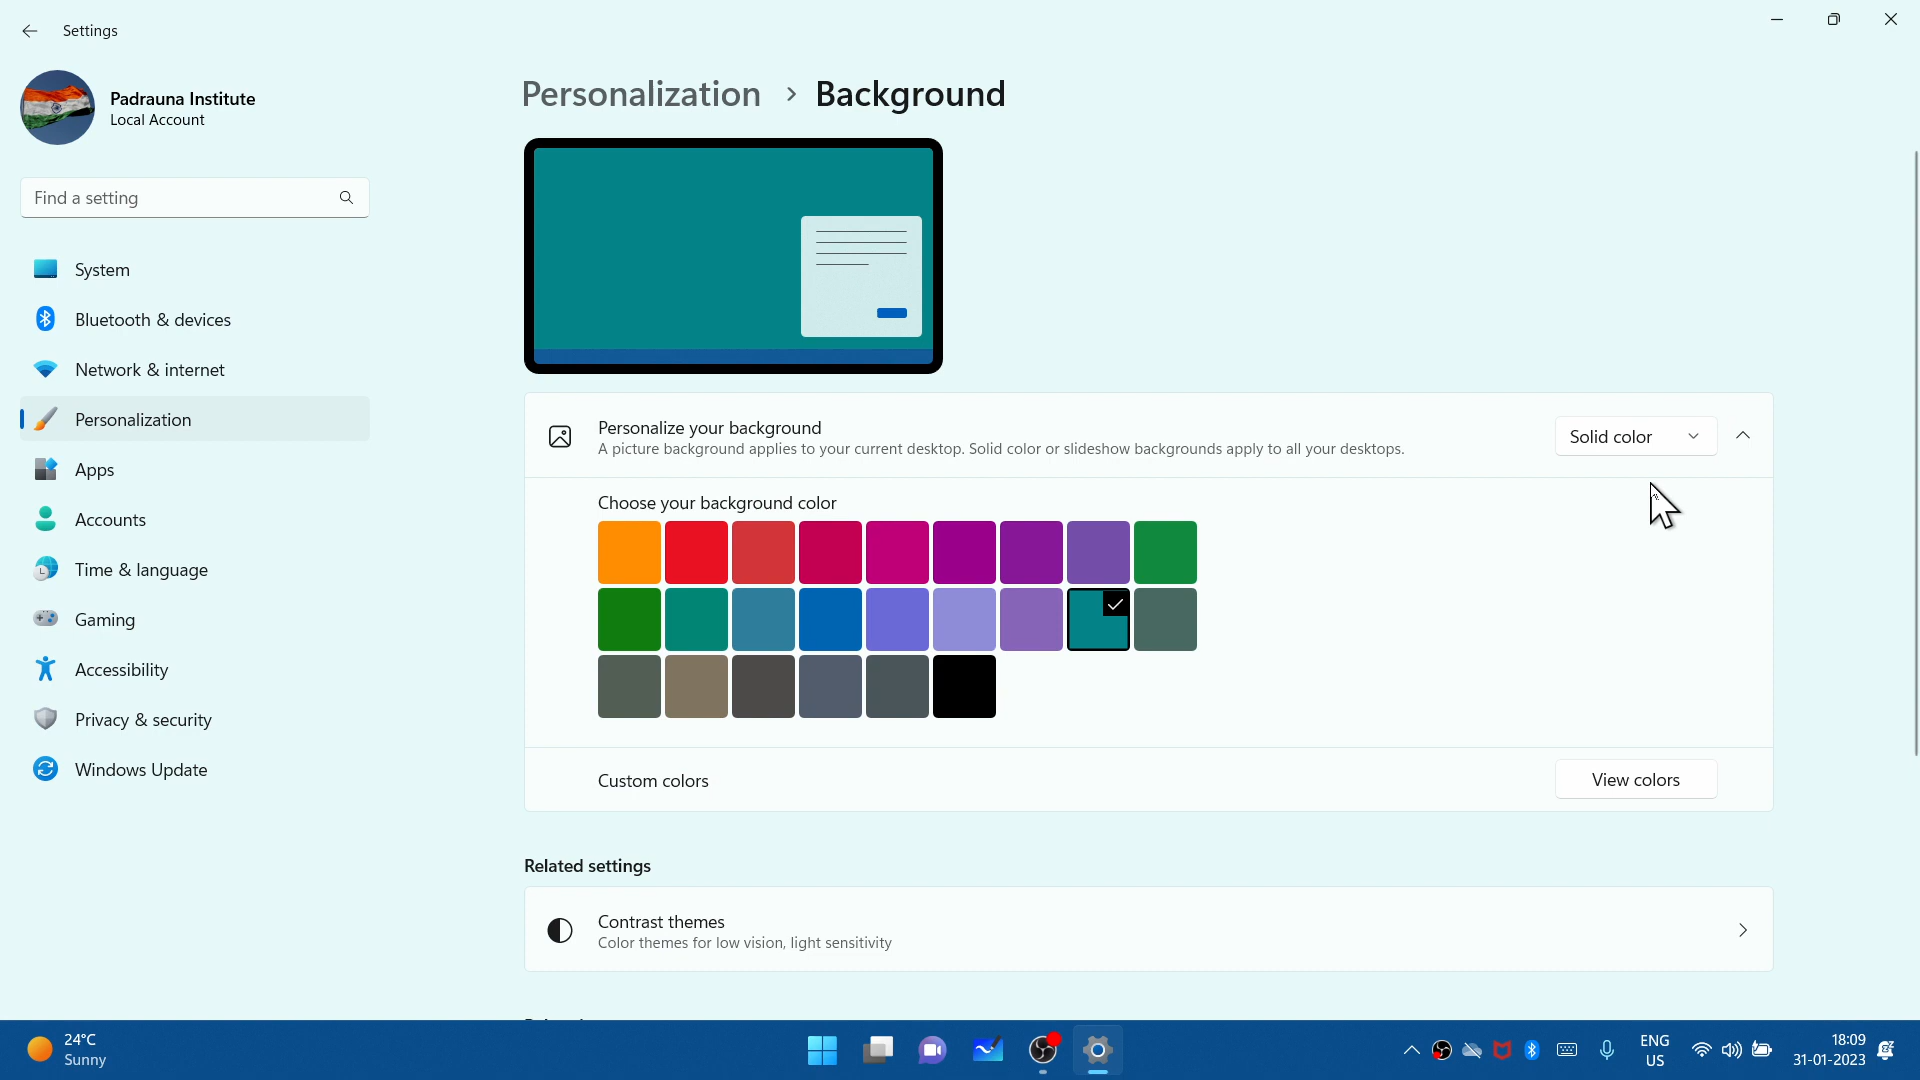 Settings
Padrauna Institute
Local Account
Find a setting
System
Bluetooth & devices
Network & internet
Personalization
Apps
Accounts
Time & language
Gaming
Accessibility
Privacy & security
Windows Update
Personalization > Background
Personalize your background
A picture background applies to your current desktop. Solid color or slideshow backgrounds apply to all your desktops.
Solid color
Choose your background color
Custom colors
View colors
Related settings
Contrast themes
Color themes for low vision, light sensitivity
24°C
Sunny
ENG
US
18:09
31-01-2023